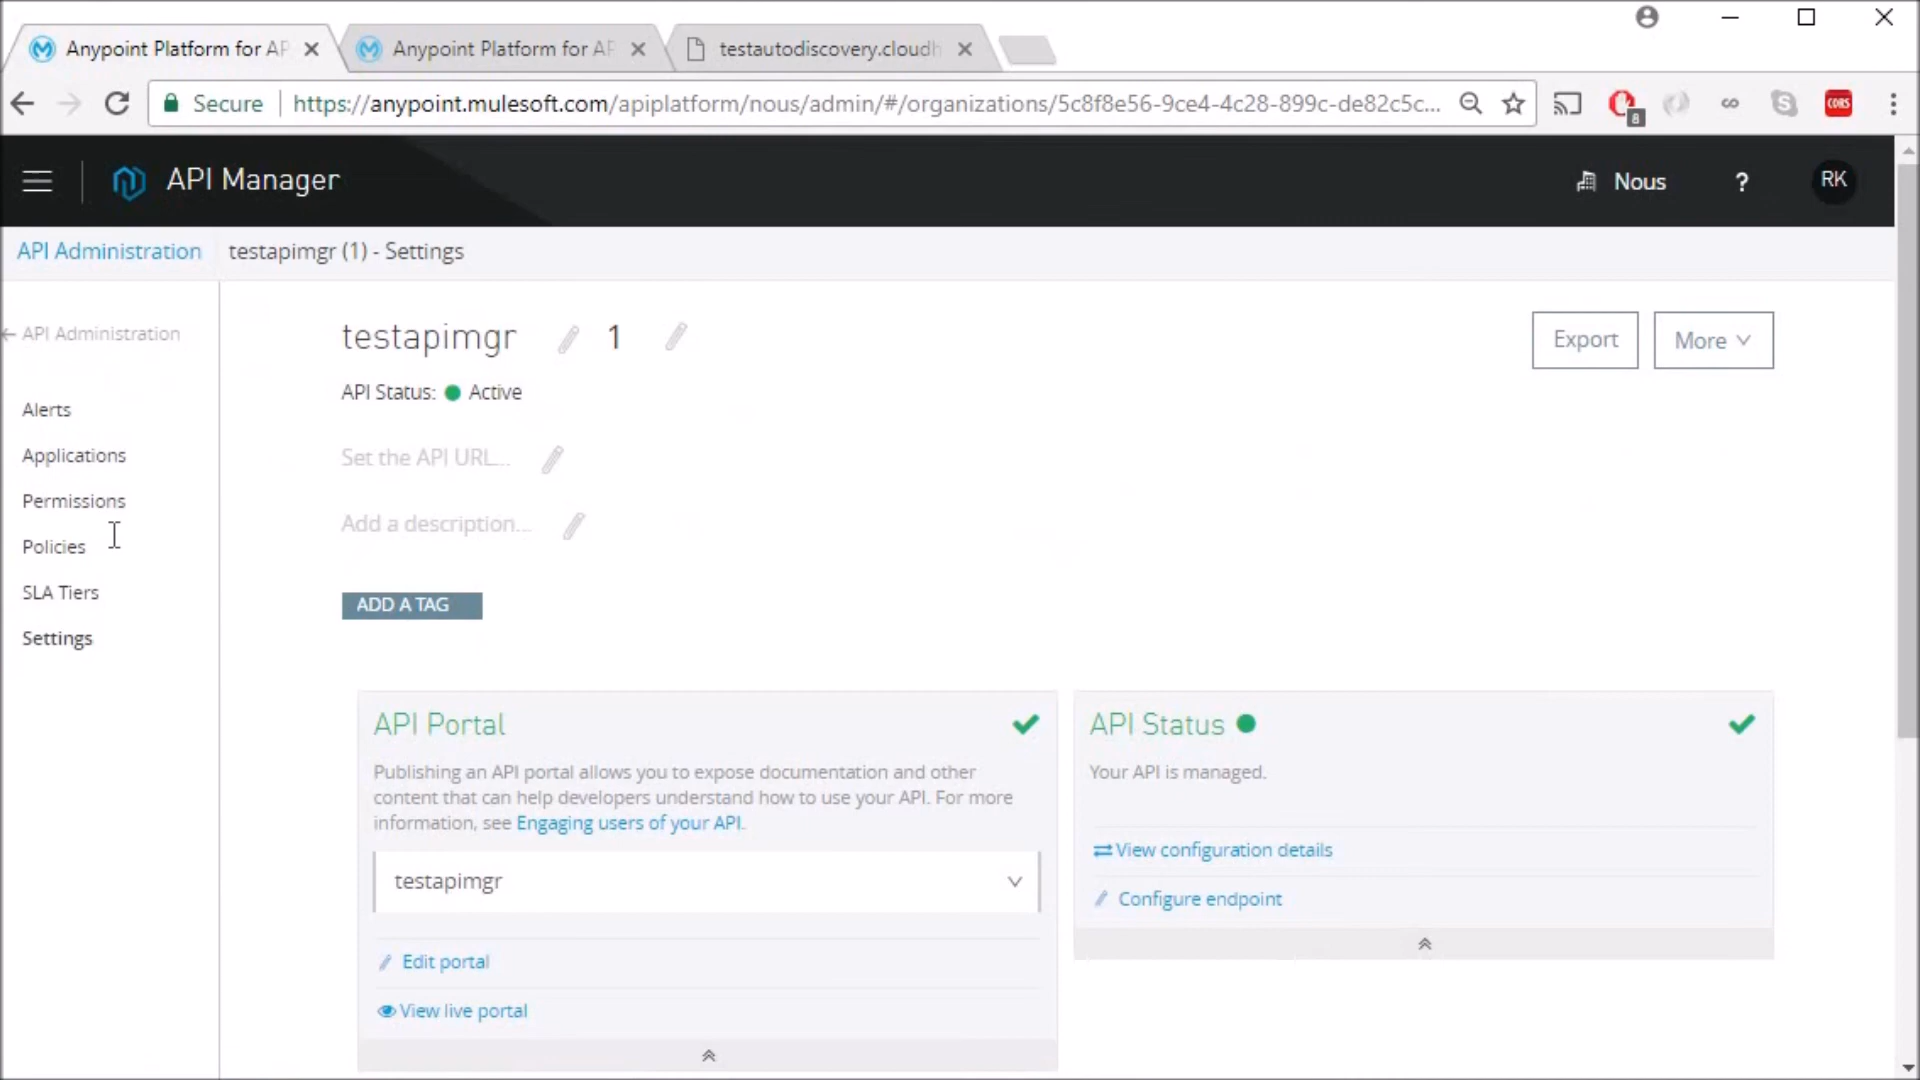 Anypoint Platform for AP
Anypoint Platform for AP
testautodiscovery.cloudh
Secure
https://anypoint.mulesoft.com/apiplatform/nous/admin/#/organizations/5c8f8e56-9ce4-4c28-899c-de82c5c...
8
CORS
API Manager
Nous
?
RK
API Administration
testapimgr (1) - Settings
API Administration
Alerts
Applications
Permissions
Policies
SLA Tiers
Settings
testapimgr
1
Export
More
API Status: Active
Set the API URL...
Add a description...
ADD A TAG
API Portal
Publishing an API portal allows you to expose documentation and other
content that can help developers understand how to use your API. For more
information, see Engaging users of your API.
testapimgr
Edit portal
View live portal
API Status
Your API is managed.
View configuration details
Configure endpoint